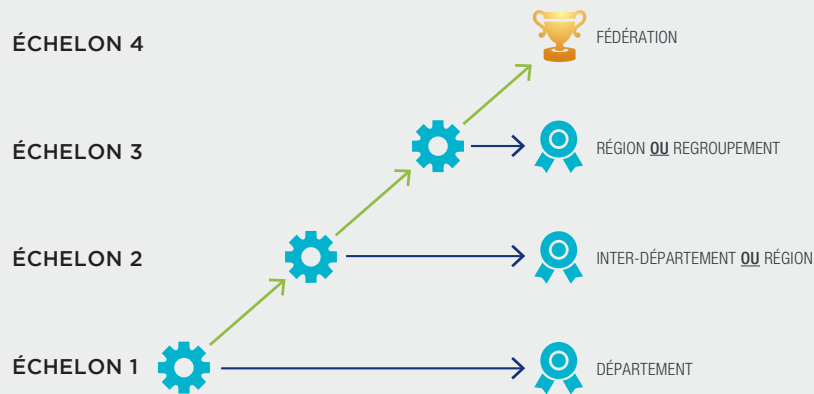 ÉCHELON 4
FÉDÉRATION
ÉCHELON 3
RÉGION OU REGROUPEMENT
ÉCHELON 2
INTER-DÉPARTEMENT OU RÉGION
ÉCHELON 1
DÉPARTEMENT